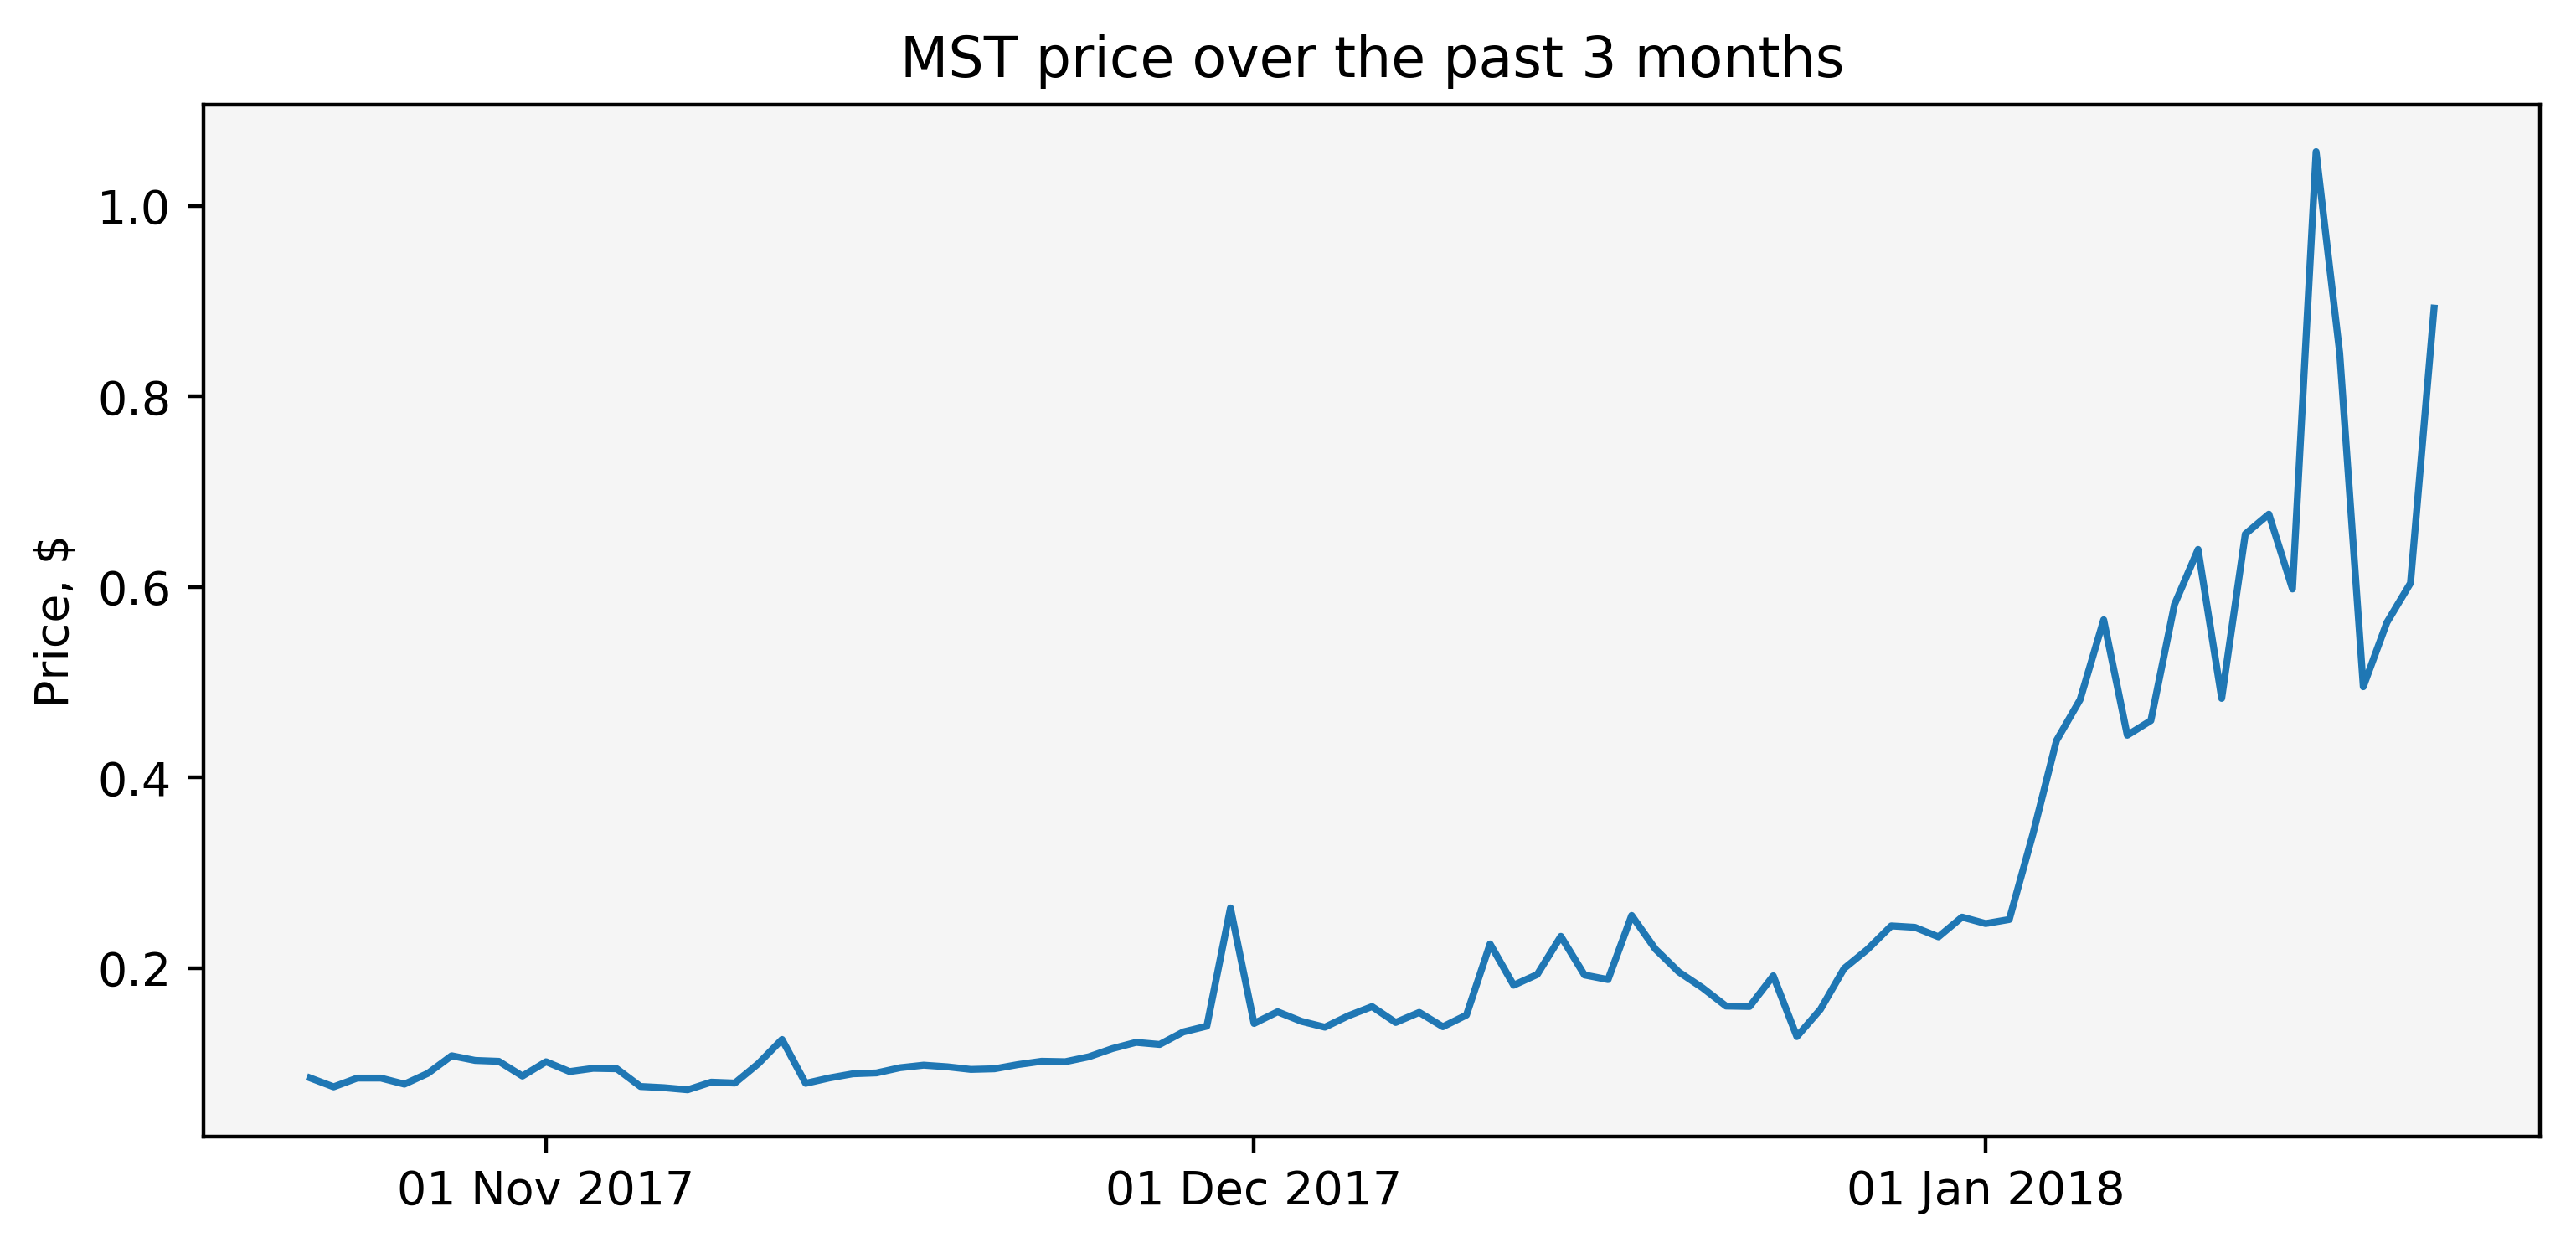 MST price over the past 3 months
Price, $
1.0
0.8
0.6
0.4
0.2
01 Nov 2017
01 Dec 2017
01 Jan 2018